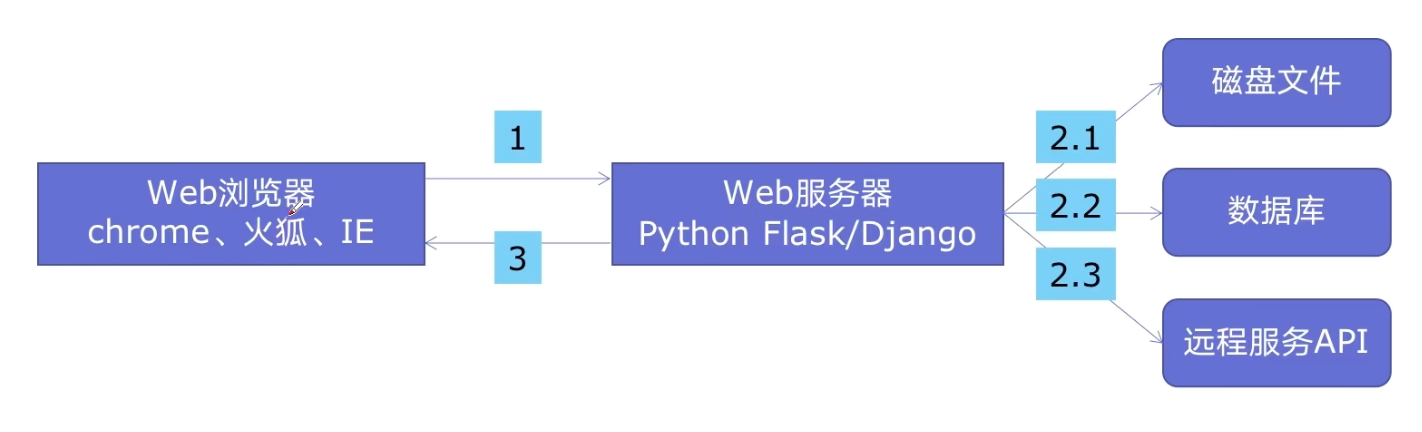 磁盘文件
1
2.1
Web浏览器
chrome、火狐、IE
Web服务器
Python Flask/Django
2.2
数据库
3
2.3
远程服务API